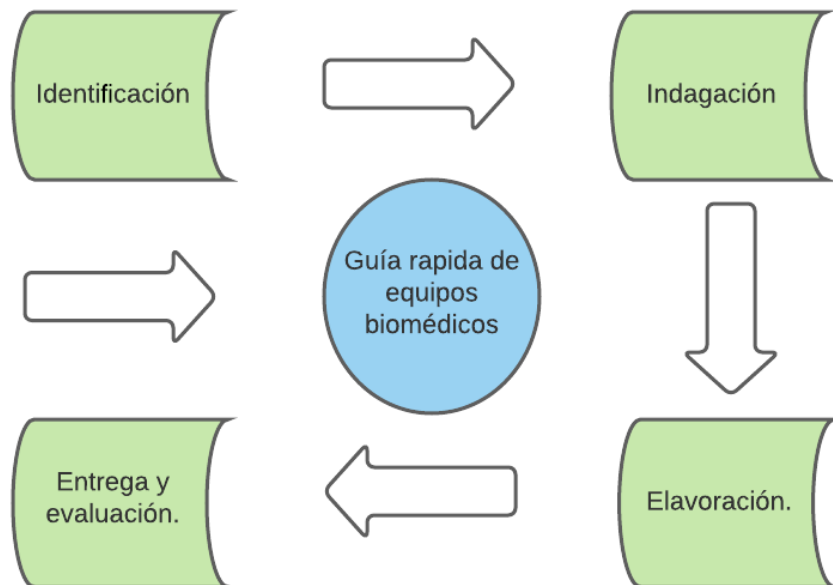 Identificación
Indagación
Guía rapida de
equipos
biomédicos
Entrega y
evaluación.
Elavoración.